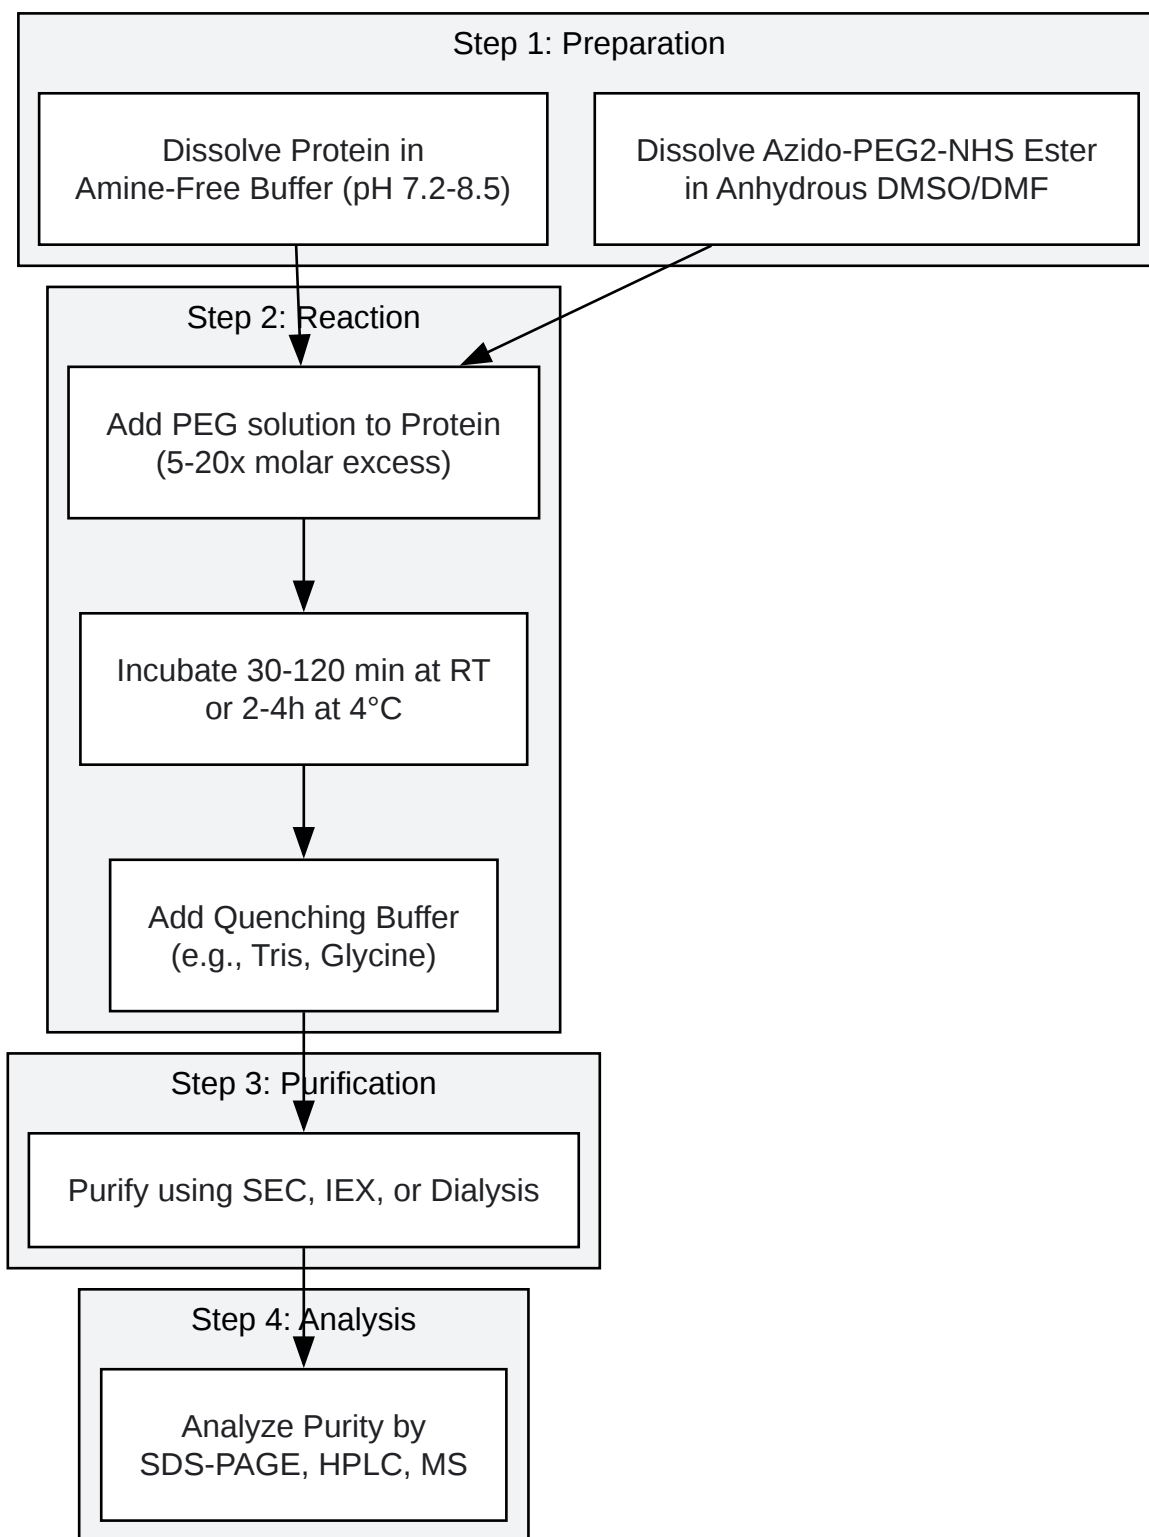 Step 1: Preparation
Dissolve Protein in
Amine-Free Buffer (pH 7.2-8.5)
Dissolve Azido-PEG2-NHS Ester
in Anhydrous DMSO/DMF
Step 2: Reaction
Add PEG solution to Protein
(5-20x molar excess)
Incubate 30-120 min at RT
or 2-4h at 4°C
Add Quenching Buffer
(e.g., Tris, Glycine)
Step 3: Purification
Purify using SEC, IEX, or Dialysis
Step 4: Analysis
Analyze Purity by
SDS-PAGE, HPLC, MS